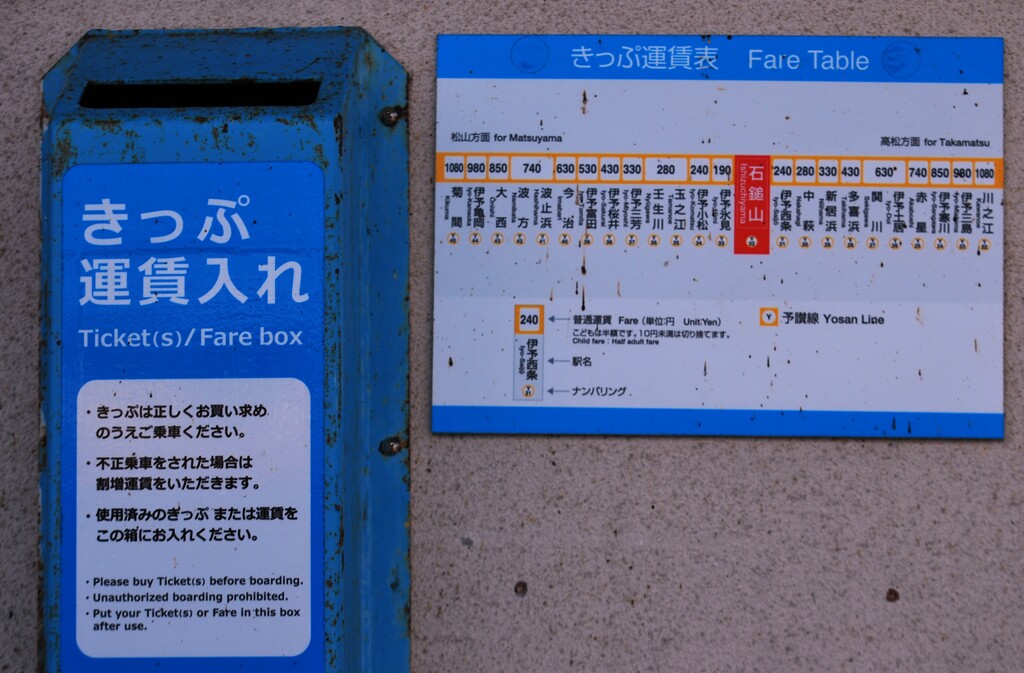 きっぷ
運賃入れ
Ticket(s)/Fare box
・きっぷは正しくお買い求め
のうえご乗車ください。
・不正乗車をされた場合は
割増運賃をいただきます。
・使用済みのきっぷ または運賃を
この箱にお入れください。
・Please buy Ticket(s) before boarding.
・Unauthorized boarding prohibited.
・Put your Ticket(s) or Fare in this box
after use.
きっぷ運賃表 Fare Table
松山方面 for Matsuyama
高松方面 for Takamatsu
1080 980 850 740 630 530 430 330 280 240 190
240 280 330 430 630* 740 850 980 1080
菊間
伊予亀岡
大西
波方
波止浜
今治
伊予富田
伊予桜井
伊予三芳
壬生川
玉之江
伊予小松
伊予氷見
石鎚山
Ishizuchiyama
伊予西条
中萩
新居浜
多喜浜
関川
伊予土居
赤星
伊予寒川
伊予三島
川之江
240 普通運賃 Fare (単位:円 Unit:Yen)
こどもは半額です。10円未満は切り捨てます。
Child fare : Half adult fare
伊予西条
Iyo-Saijo
駅名
Y
31
ナンバリング
Y 予讃線 Yosan Line